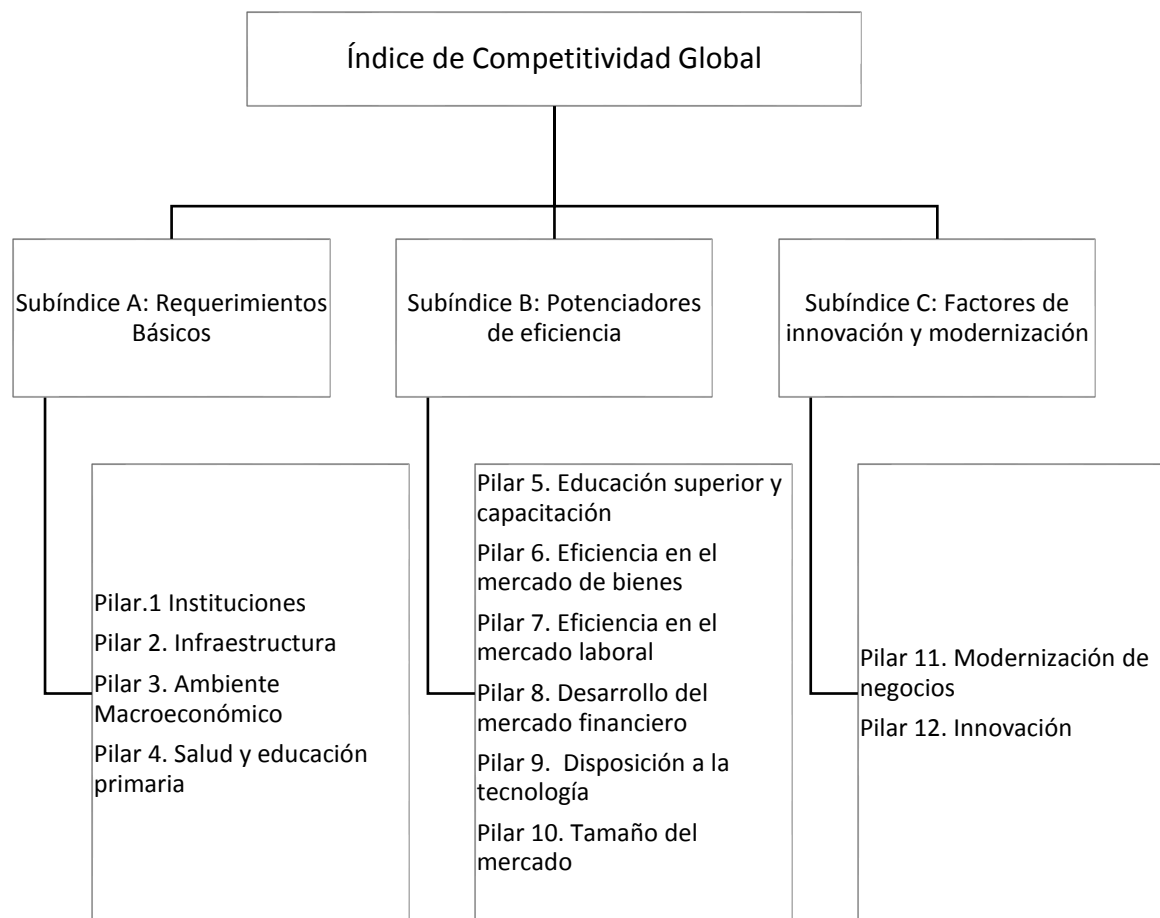 Índice de Competitividad Global
Subíndice A: Requerimientos
Básicos
Subíndice B: Potenciadores
de eficiencia
Subíndice C: Factores de
innovación y modernización
Pilar.1 Instituciones
Pilar 2. Infraestructura
Pilar 3. Ambiente
Macroeconómico
Pilar 4. Salud y educación
primaria
Pilar 5. Educación superior y
capacitación
Pilar 6. Eficiencia en el
mercado de bienes
Pilar 7. Eficiencia en el
mercado laboral
Pilar 8. Desarrollo del
mercado financiero
Pilar 9.  Disposición a la
tecnología
Pilar 10. Tamaño del
mercado
Pilar 11. Modernización de
negocios
Pilar 12. Innovación